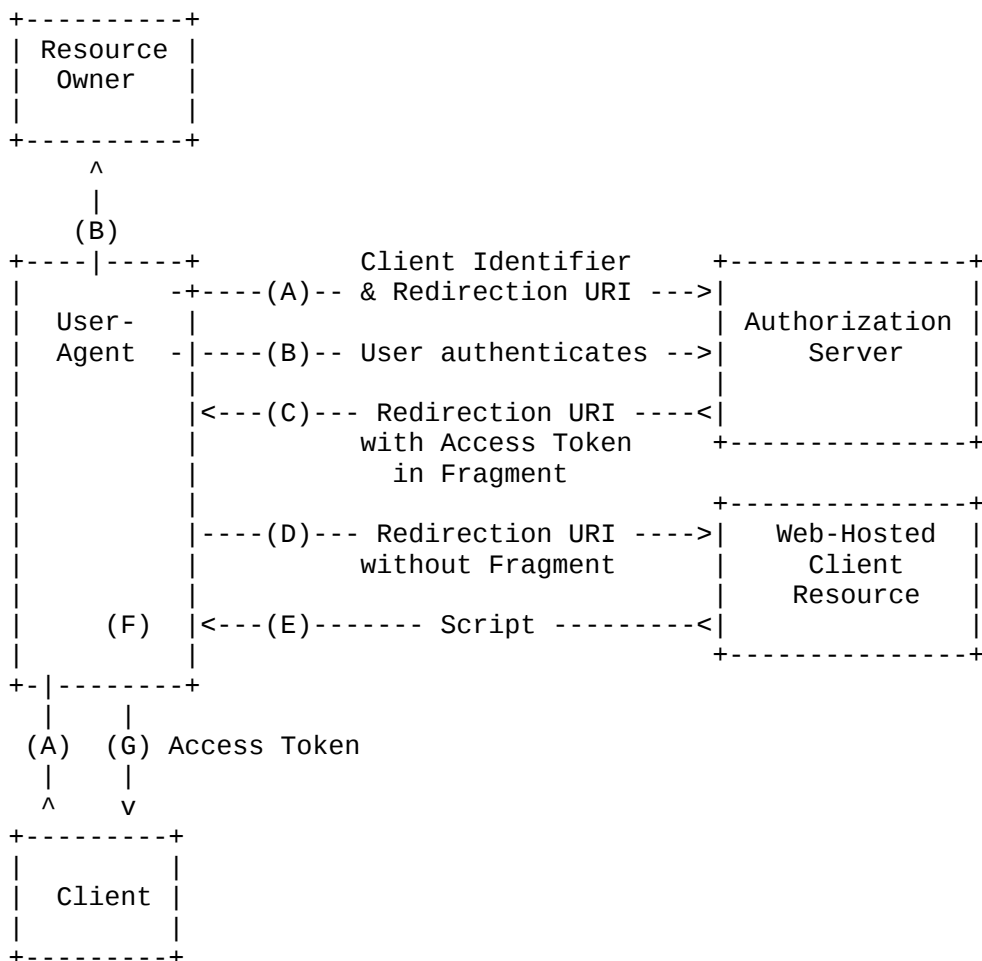 Resource
Owner
(B)
Client Identifier
(A) & Redirection URI
User-
Agent
Authorization
Server
(B) User authenticates
(C) Redirection URI
with Access Token
in Fragment
(D) Redirection URI
without Fragment
Web-Hosted
Client
Resource
(F)
(E) Script
(A) (G) Access Token
Client